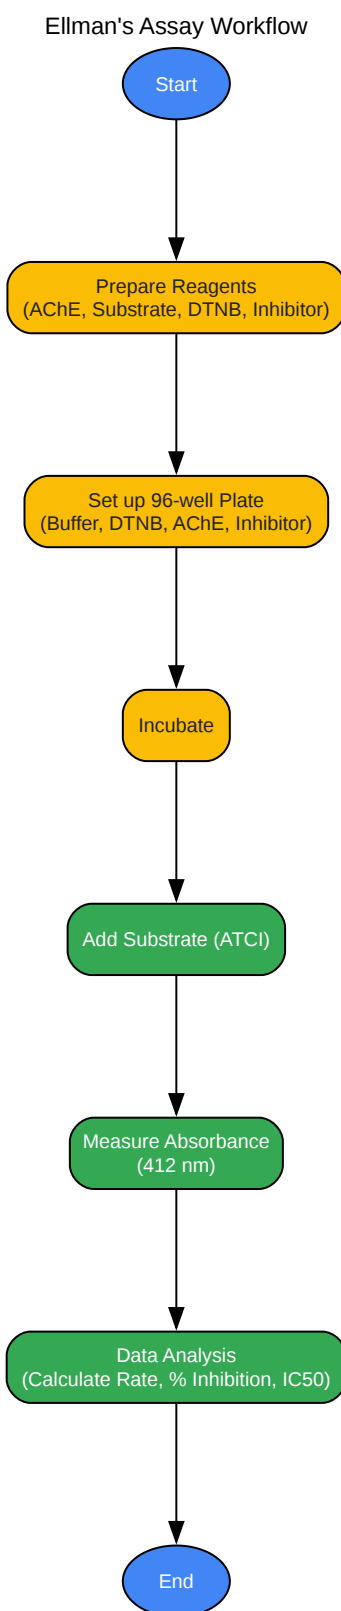 Ellman's Assay Workflow
Start
Prepare Reagents
(AChE, Substrate, DTNB, Inhibitor)
Set up 96-well Plate
(Buffer, DTNB, AChE, Inhibitor)
Incubate
Add Substrate (ATCI)
Measure Absorbance
(412 nm)
Data Analysis
(Calculate Rate, % Inhibition, IC50)
End